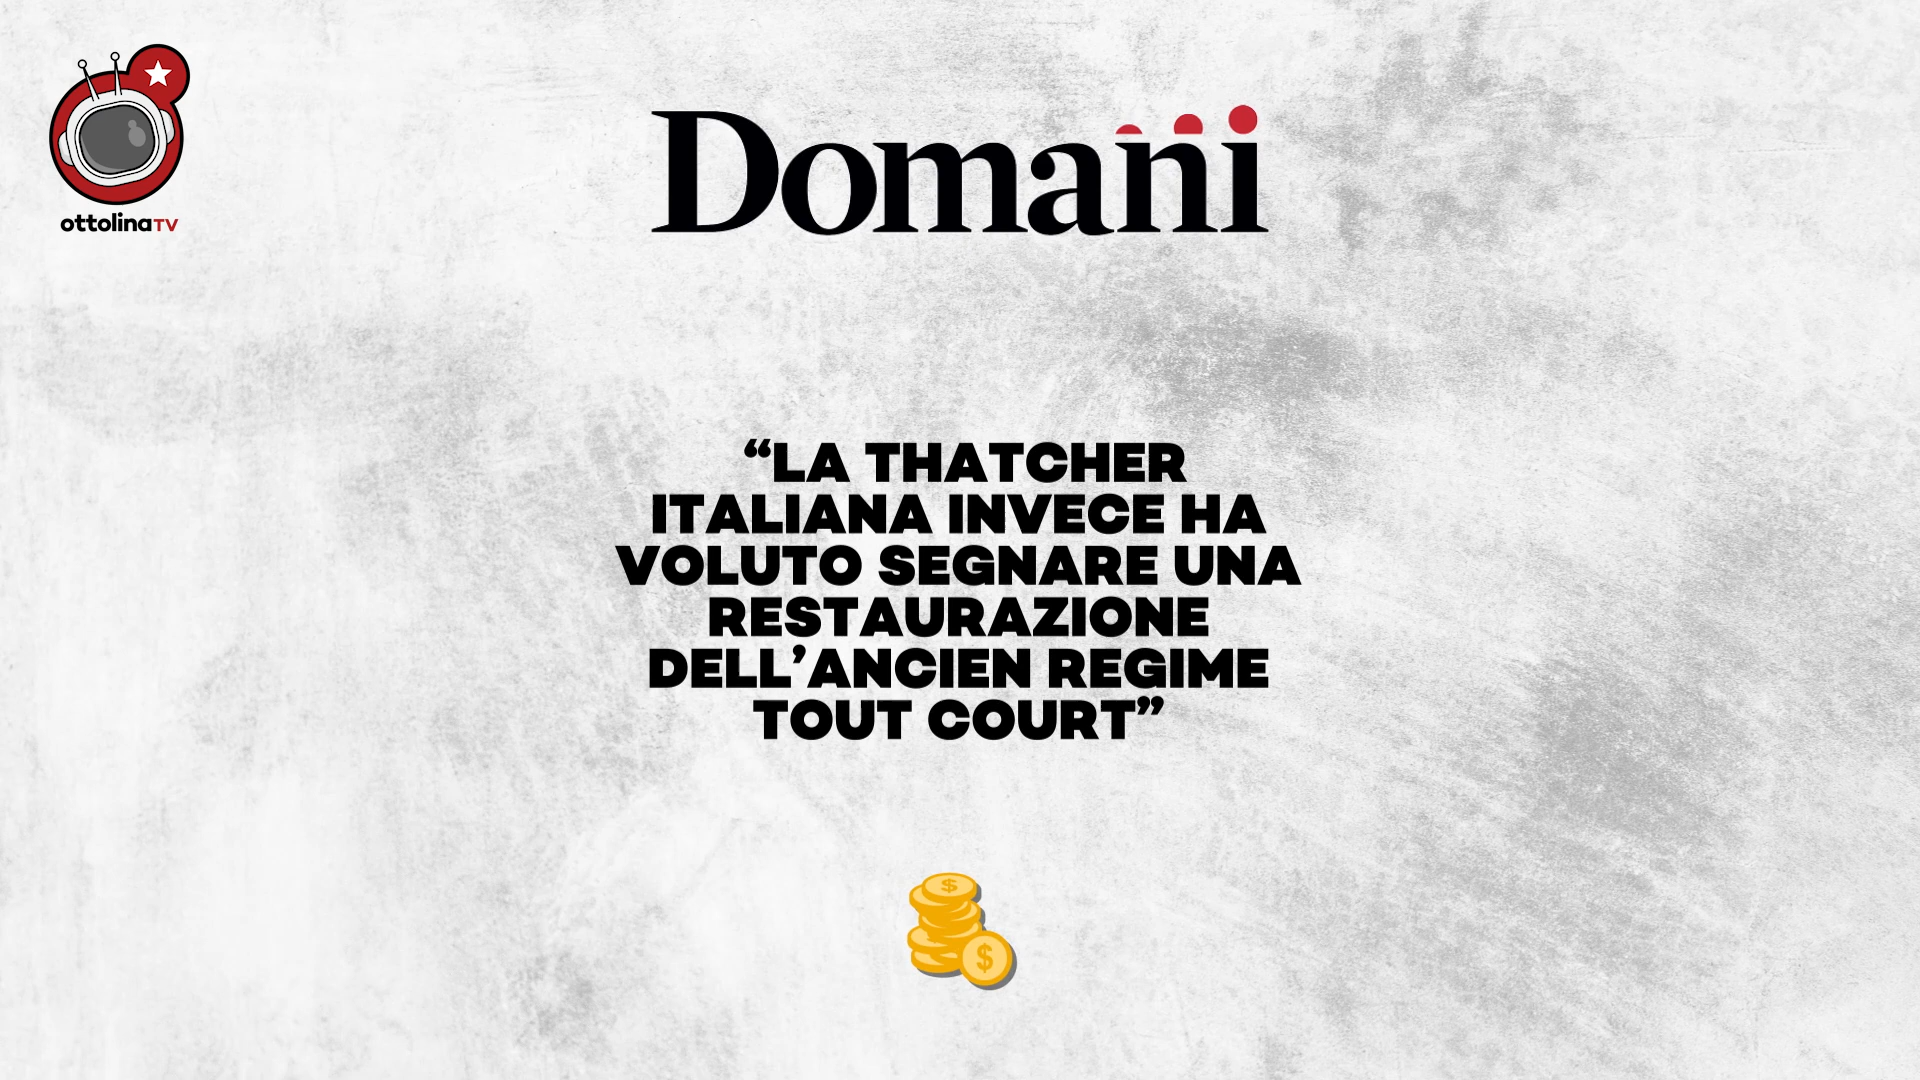 ottolinaTV
Domani
“LA THATCHER
ITALIANA INVECE HA
VOLUTO SEGNARE UNA
RESTAURAZIONE
DELL’ANCIEN REGIME
TOUT COURT”
$
$